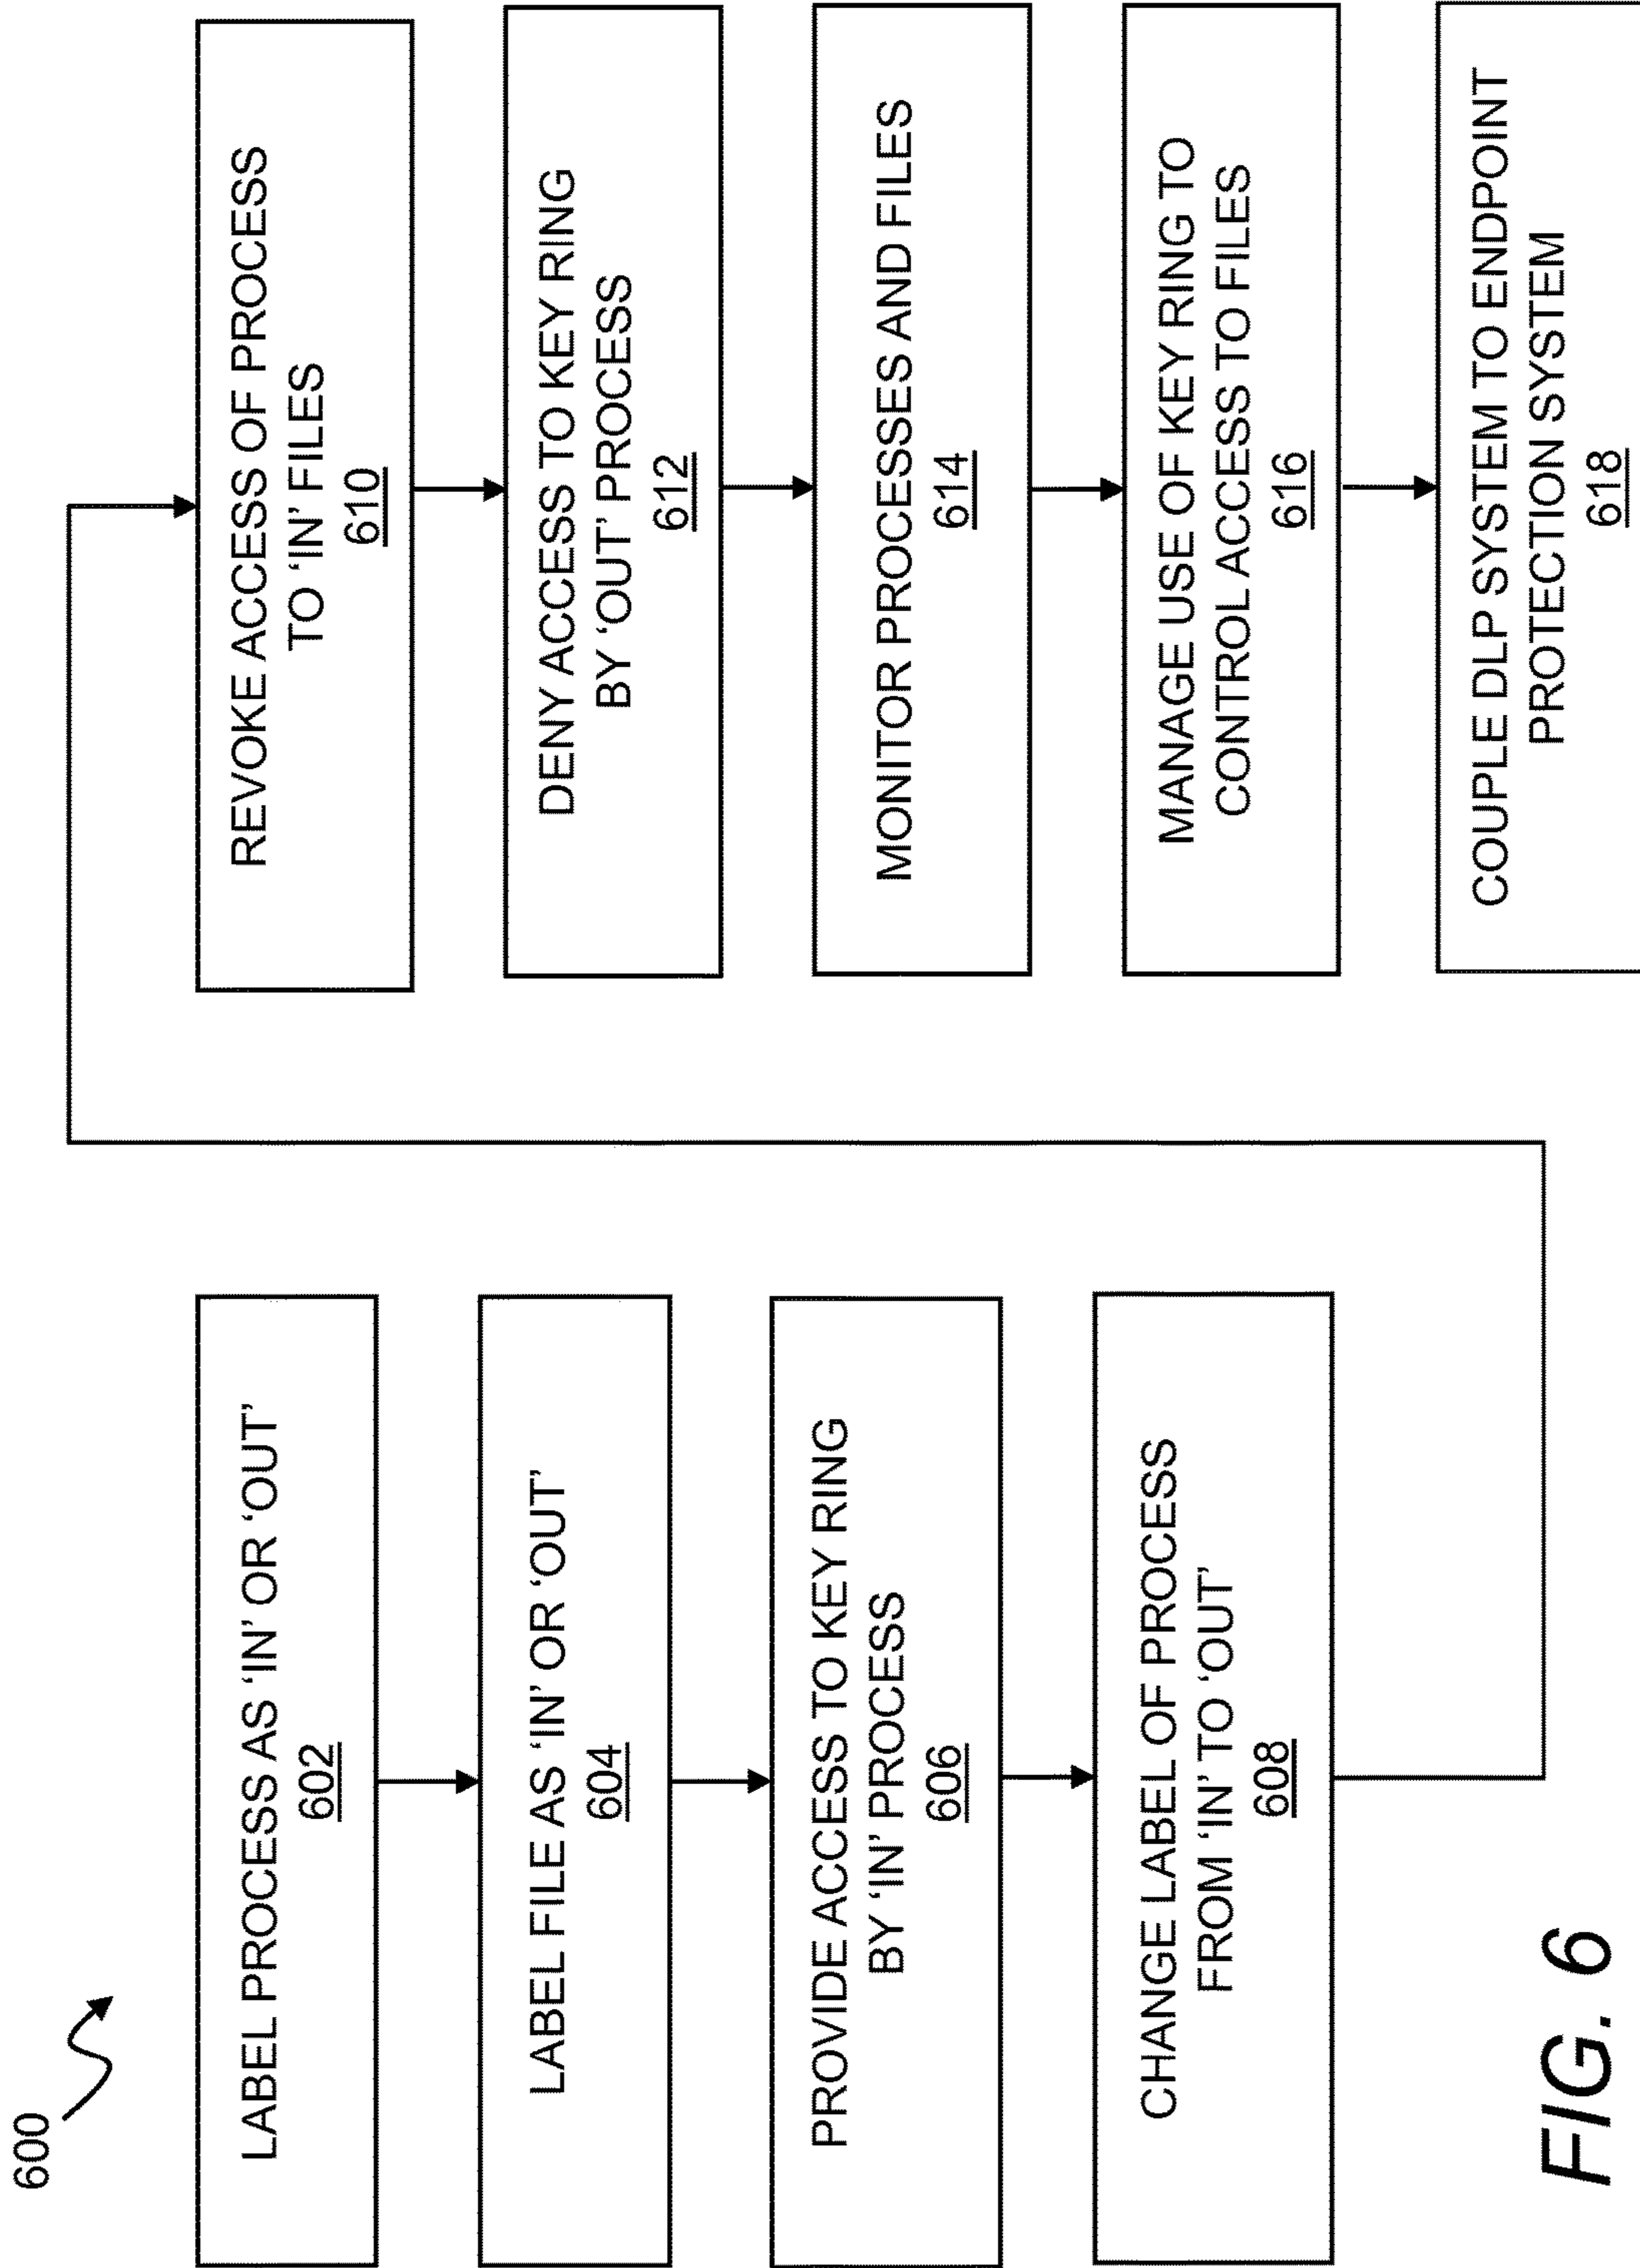 600
LABEL PROCESS AS ‘IN’ OR ‘OUT’
602
LABEL FILE AS ‘IN’ OR ‘OUT’
604
PROVIDE ACCESS TO KEY RING
BY ‘IN’ PROCESS
606
CHANGE LABEL OF PROCESS
FROM ‘IN’ TO ‘OUT’
608
REVOKE ACCESS OF PROCESS
TO ‘IN’ FILES
610
DENY ACCESS TO KEY RING
BY ‘OUT’ PROCESS
612
MONITOR PROCESSES AND FILES
614
MANAGE USE OF KEY RING TO
CONTROL ACCESS TO FILES
616
COUPLE DLP SYSTEM TO ENDPOINT
PROTECTION SYSTEM
618
FIG. 6